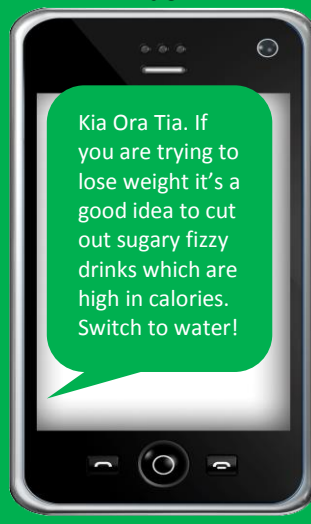 Kia Ora Tia. If
you are trying to
lose weight it's a
good idea to cut
out sugary fizzy
drinks which are
high in calories.
Switch to water!